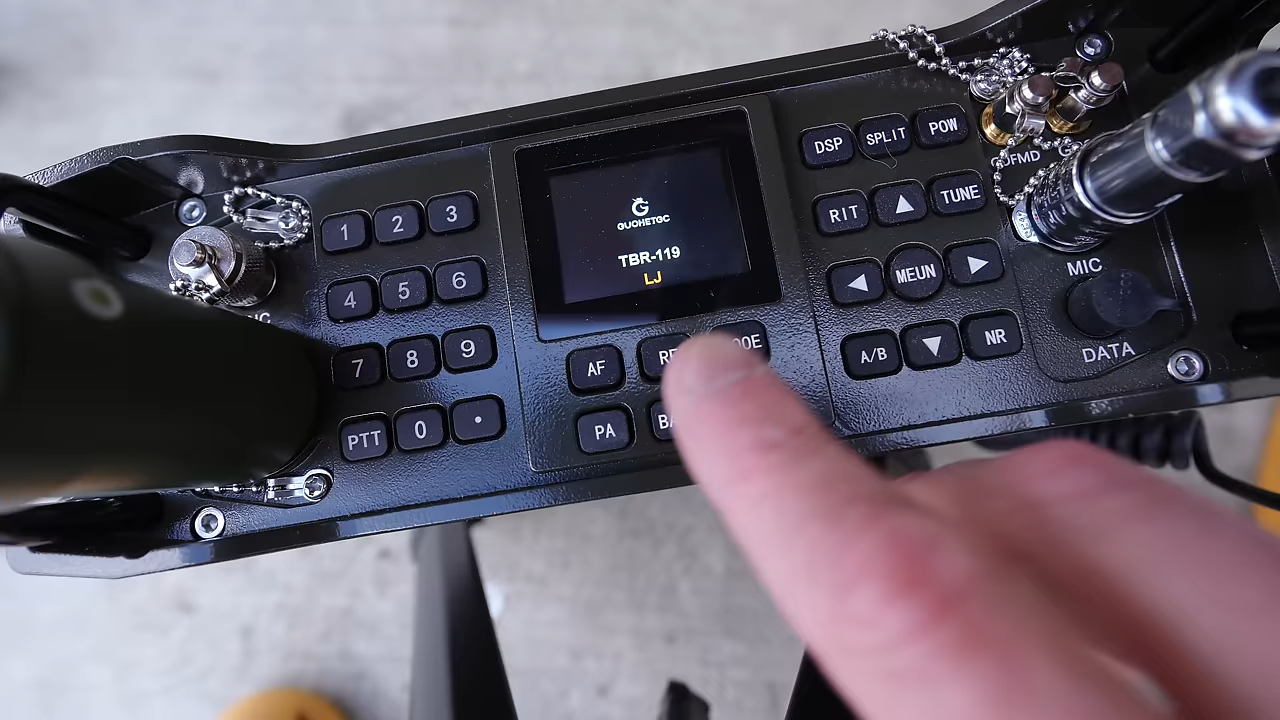 1 2 3
4 5 6
7 8 9
PTT 0 .
GUOHETEC
TBR-119
LJ
AF
PA
DSP SPLIT POW
RIT ▲ TUNE
◀ MEUN ▶
A/B ▼ NR
MIC
DATA